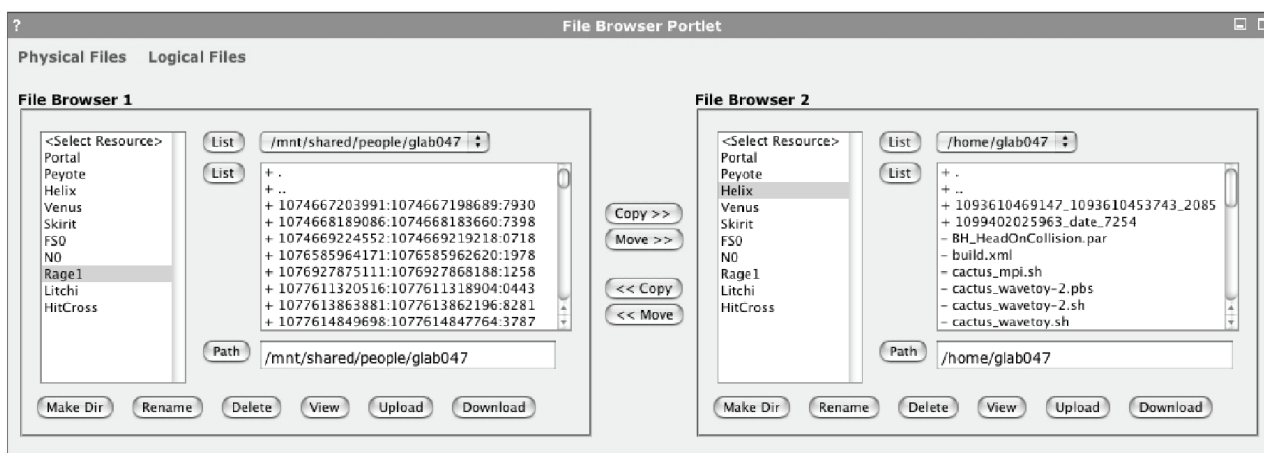 ? File Browser Portlet
Physical Files Logical Files
File Browser 1
<Select Resource>
Portal
Peyote
Helix
Venus
Skirit
FS0
N0
Rage1
Litchi
HitCross
List /mnt/shared/people/glab047
List
+ .
+ ..
+ 1074667203991:1074667198689:7930
+ 1074668189086:1074668183660:7398
+ 1074669224552:1074669219218:0718
+ 1076585964171:1076585962620:1978
+ 1076927875111:1076927868188:1258
+ 1077611320516:1077611318904:0443
+ 1077613863881:1077613862196:8281
+ 1077614849698:1077614847764:3787
Path /mnt/shared/people/glab047
Make Dir Rename Delete View Upload Download
Copy >>
Move >>
<< Copy
<< Move
File Browser 2
<Select Resource>
Portal
Peyote
Helix
Venus
Skirit
FS0
N0
Rage1
Litchi
HitCross
List /home/glab047
List
+ .
+ ..
+ 1093610469147_1093610453743_2085
+ 1099402025963_date_7254
- BH_HeadOnCollision.par
- build.xml
- cactus_mpi.sh
- cactus_wavetoy-2.pbs
- cactus_wavetoy-2.sh
- cactus_wavetoy.sh
Path /home/glab047
Make Dir Rename Delete View Upload Download